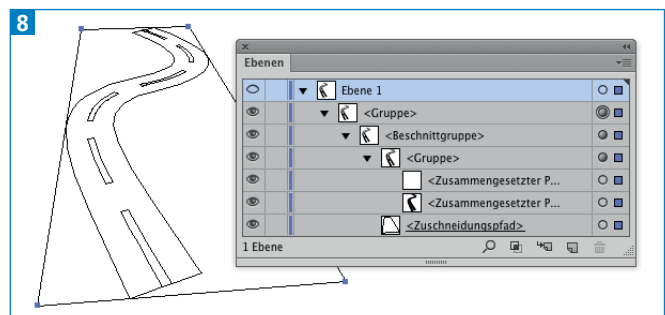 8
Ebenen
Ebene 1
<Gruppe>
<Beschnittgruppe>
<Gruppe>
<Zusammengesetzter P...
<Zusammengesetzter P...
<Zuschneidungspfad>
1 Ebene